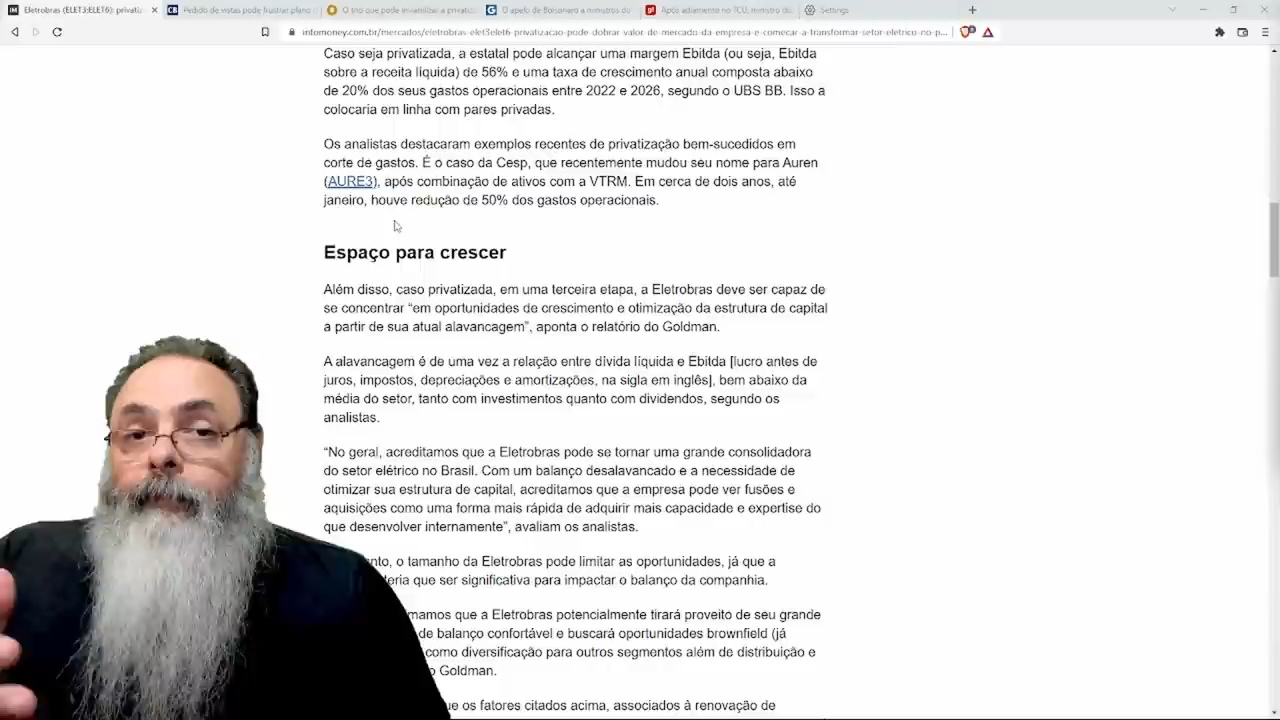 Eletrobras (ELET3;ELET6): privatiz
Pedido de vistas pode frustrar plano
O trio que pode inviabilizar a privatiz
O apelo de Bolsonaro a ministros do
Após adiamento no TCU, ministro do
Settings
infomoney.com.br/mercados/eletrobras-elet3elet6-privatizacao-pode-dobrar-valor-de-mercado-da-empresa-e-comecar-a-transformar-setor-eletrico-no-p...
Caso seja privatizada, a estatal pode alcançar uma margem Ebitda (ou seja, Ebitda
sobre a receita líquida) de 56% e uma taxa de crescimento anual composta abaixo
de 20% dos seus gastos operacionais entre 2022 e 2026, segundo o UBS BB. Isso a
colocaria em linha com pares privadas.
Os analistas destacaram exemplos recentes de privatização bem-sucedidos em
corte de gastos. É o caso da Cesp, que recentemente mudou seu nome para Auren
(AURE3), após combinação de ativos com a VTRM. Em cerca de dois anos, até
janeiro, houve redução de 50% dos gastos operacionais.
Espaço para crescer
Além disso, caso privatizada, em uma terceira etapa, a Eletrobras deve ser capaz de
se concentrar “em oportunidades de crescimento e otimização da estrutura de capital
a partir de sua atual alavancagem”, aponta o relatório do Goldman.
A alavancagem é de uma vez a relação entre dívida líquida e Ebitda [lucro antes de
juros, impostos, depreciações e amortizações, na sigla em inglês], bem abaixo da
média do setor, tanto com investimentos quanto com dividendos, segundo os
analistas.
“No geral, acreditamos que a Eletrobras pode se tornar uma grande consolidadora
do setor elétrico no Brasil. Com um balanço desalavancado e a necessidade de
otimizar sua estrutura de capital, acreditamos que a empresa pode ver fusões e
aquisições como uma forma mais rápida de adquirir mais capacidade e expertise do
que desenvolver internamente”, avaliam os analistas.
nto, o tamanho da Eletrobras pode limitar as oportunidades, já que a
teria que ser significativa para impactar o balanço da companhia.
mamos que a Eletrobras potencialmente tirará proveito de seu grande
de balanço confortável e buscará oportunidades brownfield (já
como diversificação para outros segmentos além de distribuição e
o Goldman.
ue os fatores citados acima, associados à renovação de